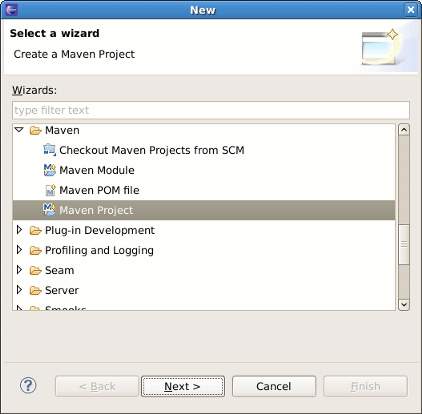 New
Select a wizard
Create a Maven Project
Wizards:
type filter text
Maven
Checkout Maven Projects from SCM
Maven Module
Maven POM file
Maven Project
Plug-in Development
Profiling and Logging
Seam
Server
Smooks
< Back
Next >
Cancel
Finish